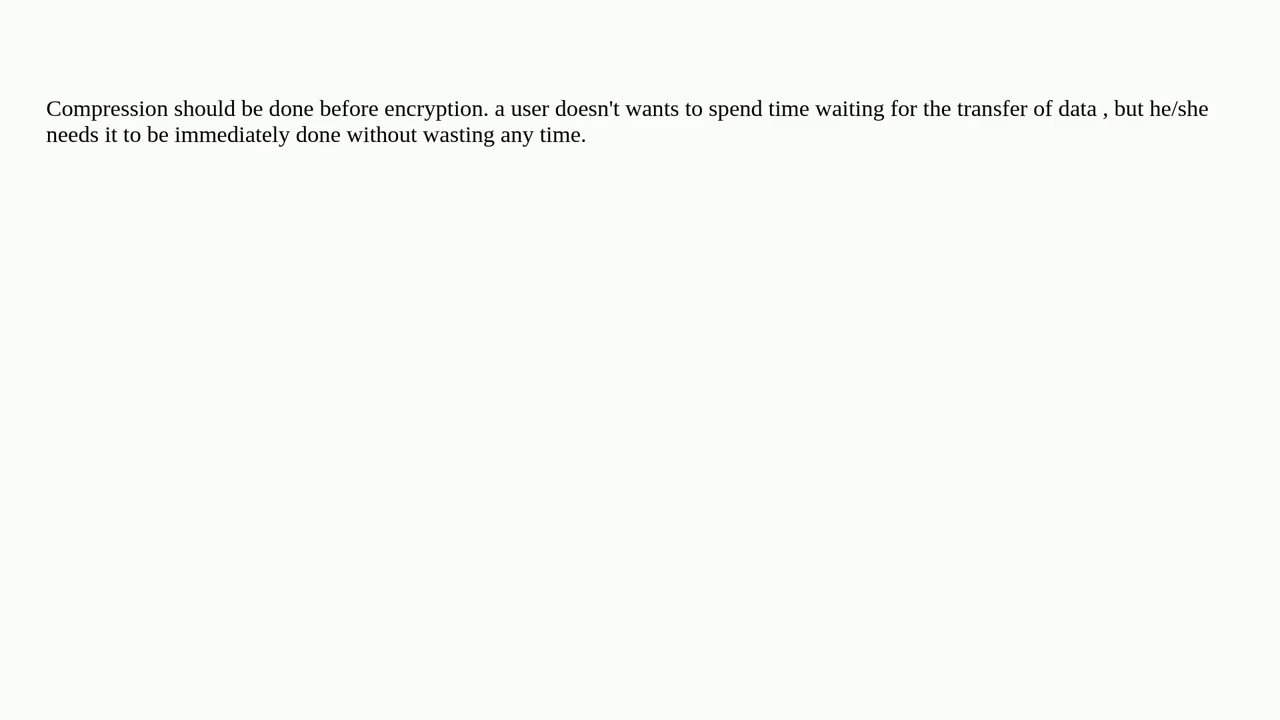 Compression should be done before encryption. a user doesn't wants to spend time waiting for the transfer of data , but he/she
needs it to be immediately done without wasting any time.